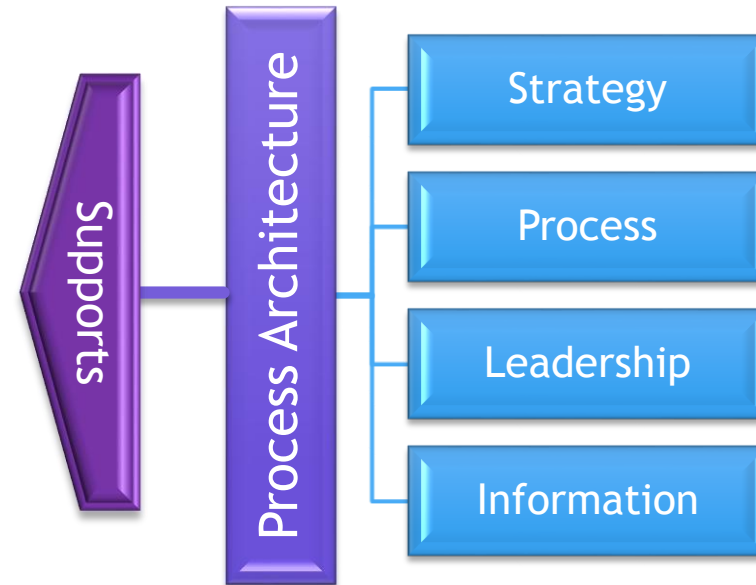 Supports
Process Architecture
Strategy
Process
Leadership
Information